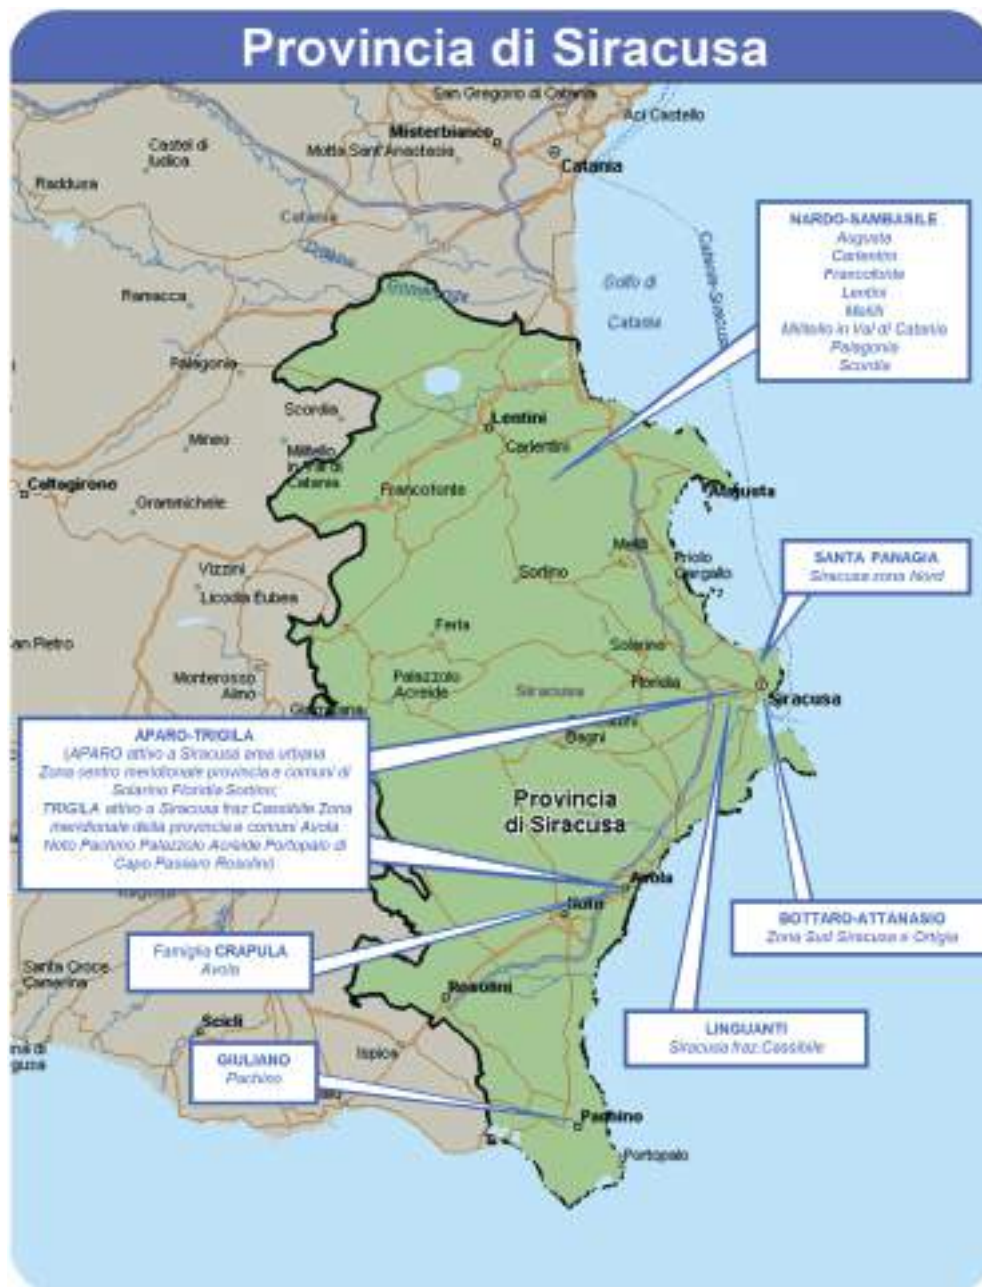 Provincia di Siracusa
San Gregorio di Catania
Aci Castello
Misterbianco
Motta Sant'Anastasia
Catania
Castel di
Iudica
Raddusa
Catania
Catania-Siracusa
NARDO-SAMBASILE
Augusta
Carlentini
Francofonte
Lentini
Melilli
Militello in Val di Catania
Palagonia
Scordia
Golfo di
Catania
Ramacca
Palagonia
Scordia
Lentini
Carlentini
Mineo
Militello
in Val di
Catania
Caltagirone
Grammichele
Francofonte
Augusta
Melilli
Priolo
Gargallo
SANTA PANAGIA
Siracusa zona Nord
Vizzini
Licodia Eubea
Sortino
Ferla
Solarino
an Pietro
Monterosso
Almo
Palazzolo
Acreide
Siracusa
Floridia
Siracusa
Bagni
APARO-TRIGILA
(APARO attivo a Siracusa area urbana
Zona centro meridionale provincia e comuni di
Solarino Floridia Sortino;
TRIGILA attivo a Siracusa fraz Cassibile Zona
meridionale della provincia e comuni Avola
Noto Pachino Palazzolo Acreide Portopalo di
Capo Passaro Rosolini)
Provincia
di Siracusa
Avola
Noto
BOTTARO-ATTANASIO
Zona Sud Siracusa e Ortigia
Famiglia CRAPULA
Avola
Santa Croce
Camerina
Rosolini
Scicli
LINGUANTI
Siracusa fraz.Cassibile
Ispica
GIULIANO
Pachino
Pachino
Portopalo